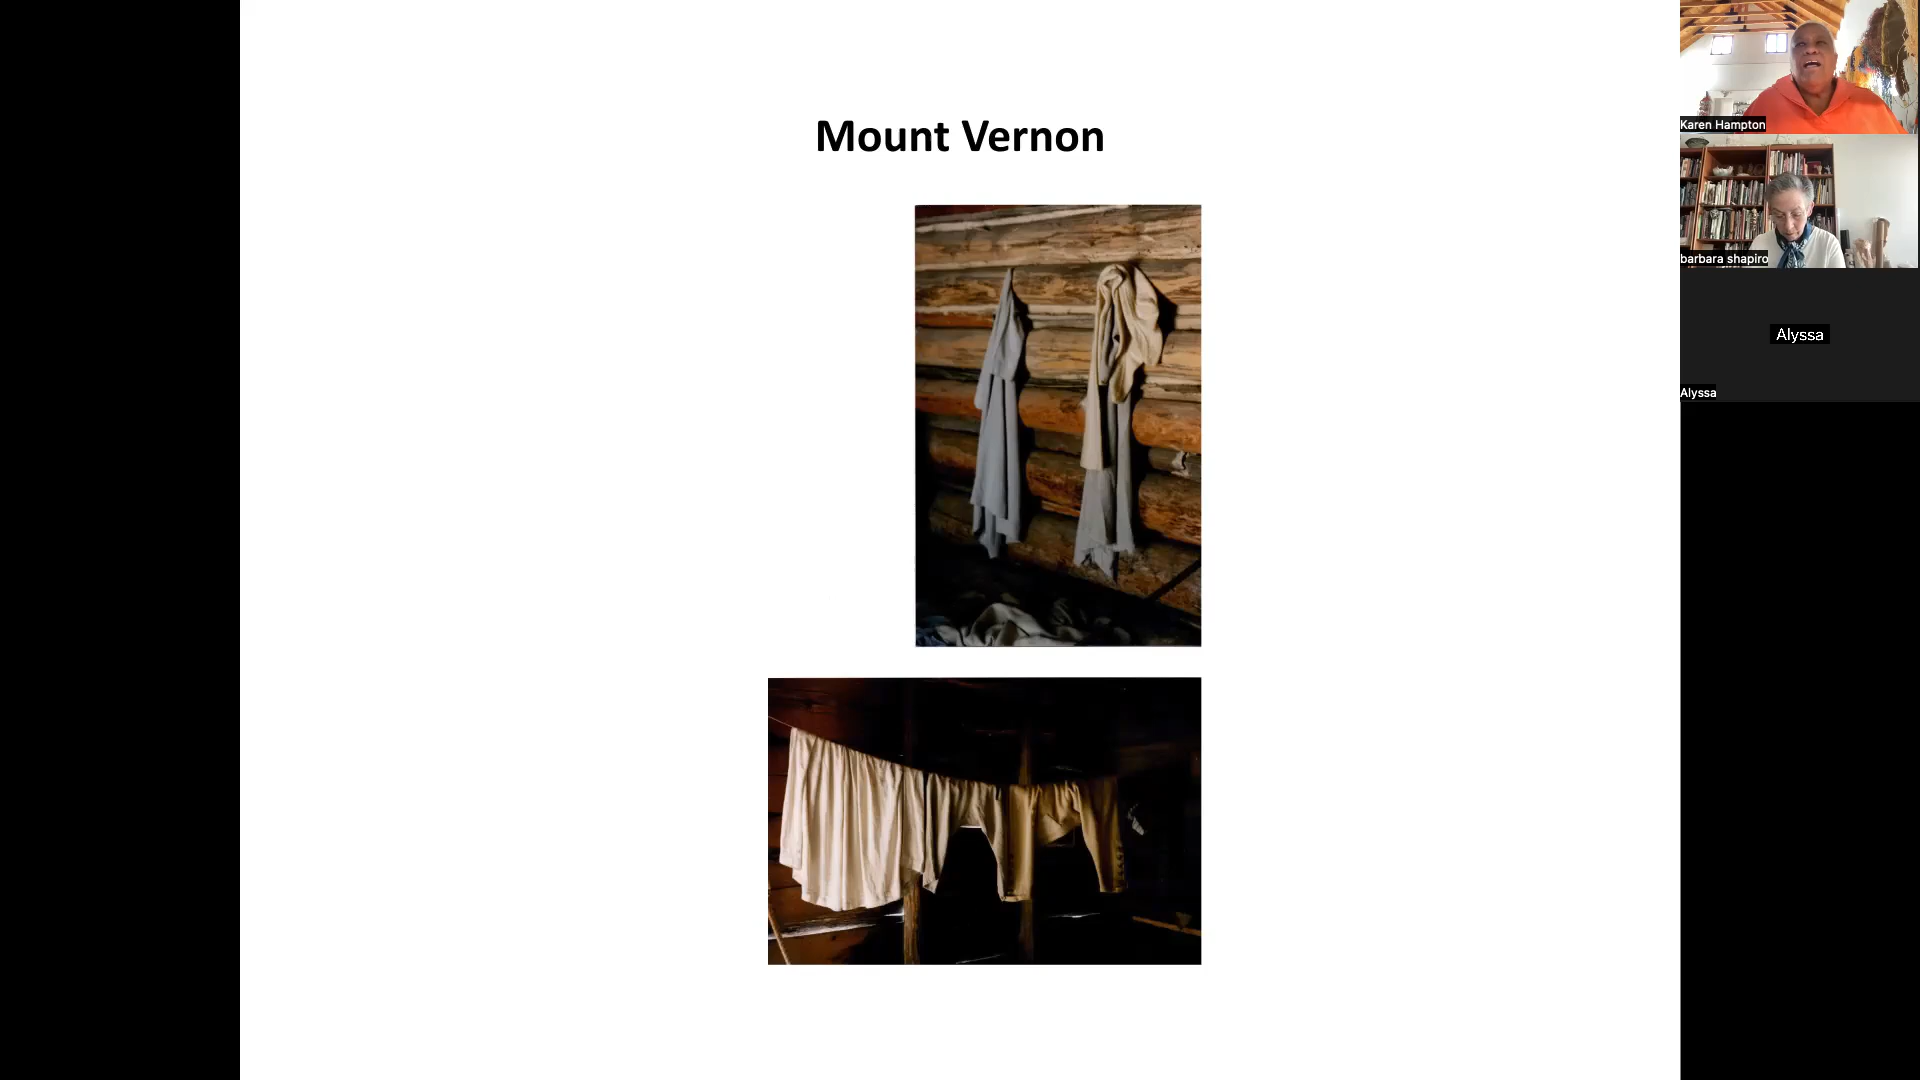 Mount Vernon
Karen Hampton
barbara shapiro
Alyssa
Alyssa